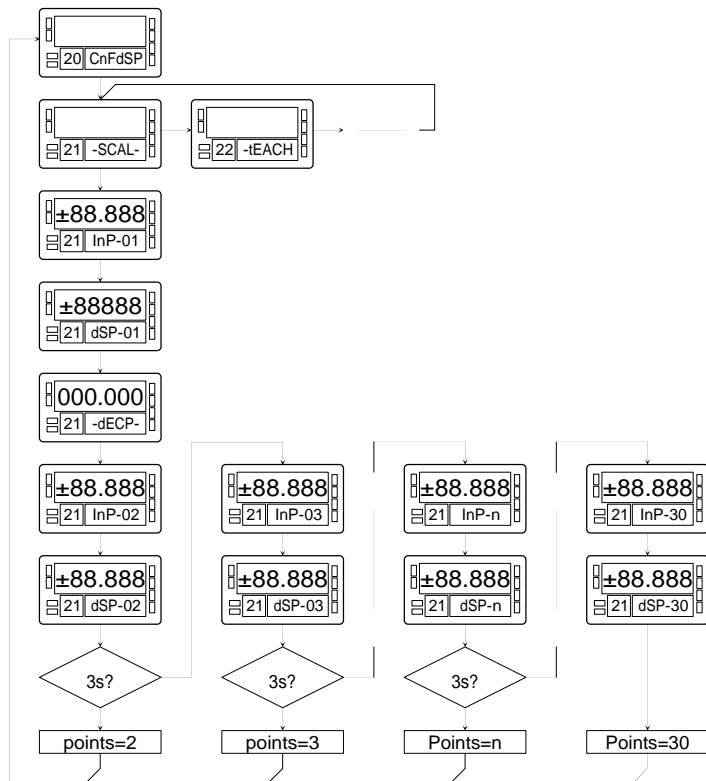 20 CnFdSP
21 -SCAL- 22 -tEACH
±88.888
21 InP-01
±88888
21 dSP-01
000.000
21 -dECP-
±88.888 ±88.888 ±88.888 ±88.888
21 InP-02 21 InP-03 21 InP-n 21 InP-30
±88.888 ±88.888 ±88.888 ±88.888
21 dSP-02 21 dSP-03 21 dSP-n 21 dSP-30
3s? 3s? 3s?
points=2 points=3 Points=n Points=30